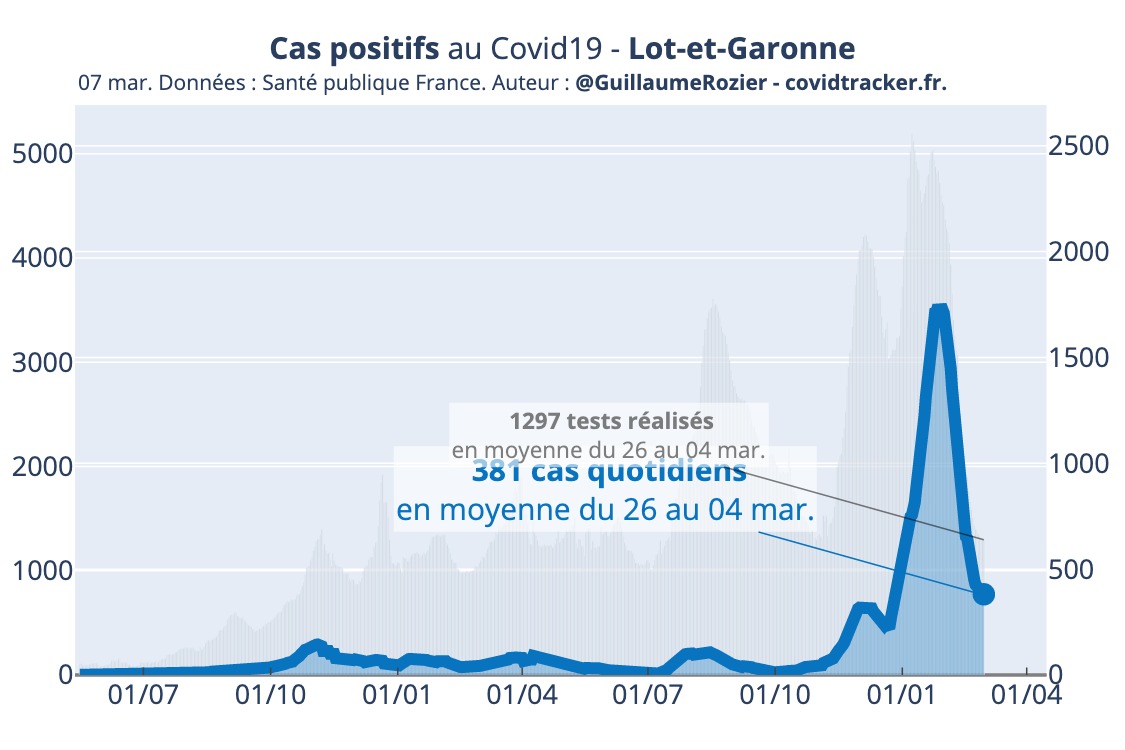 Cas positifs au Covid19 - Lot-et-Garonne
07 mar. Données : Santé publique France. Auteur : @GuillaumeRozier - covidtracker.fr.
5000
4000
3000
2000
1000
0
2500
2000
1500
1000
500
0
1297 tests réalisés
en moyenne du 26 au 04 mar.
381 cas quotidiens
en moyenne du 26 au 04 mar.
01/07 01/10 01/01 01/04 01/07 01/10 01/01 01/04